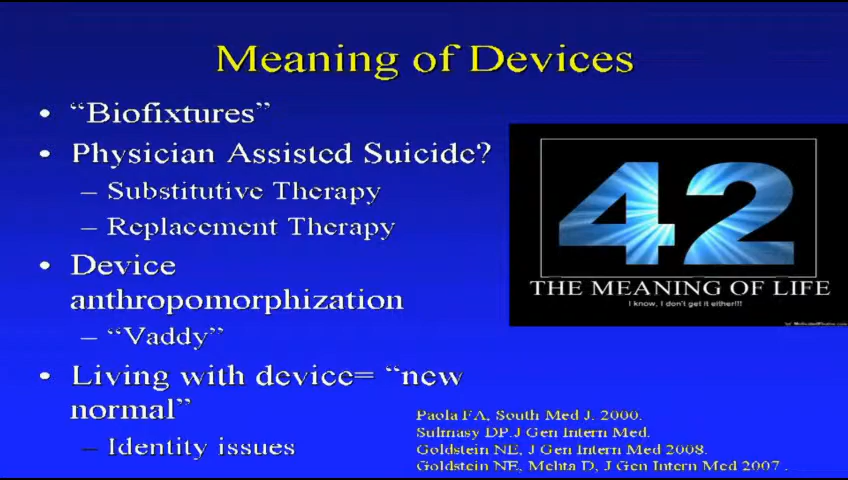 Meaning of Devices
• “Biofixtures”
• Physician Assisted Suicide?
– Substitutive Therapy
– Replacement Therapy
• Device
anthropomorphization
– “Vaddy”
• Living with device= “new
normal”
– Identity issues
42
THE MEANING OF LIFE
I know, I don't get it either!!!
Paola FA, South Med J. 2000.
Sulmasy DP.J Gen Intern Med.
Goldstein NE, J Gen Intern Med 2008.
Goldstein NE, Mehta D, J Gen Intern Med 2007.